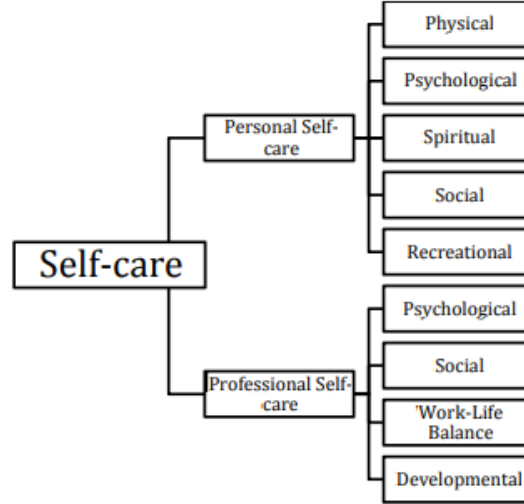 Physical
Psychological
Personal Self-
care
Spiritual
Social
Recreational
Self-care
Psychological
Social
Professional Self-
care
'Work-Life
Balance
Developmental